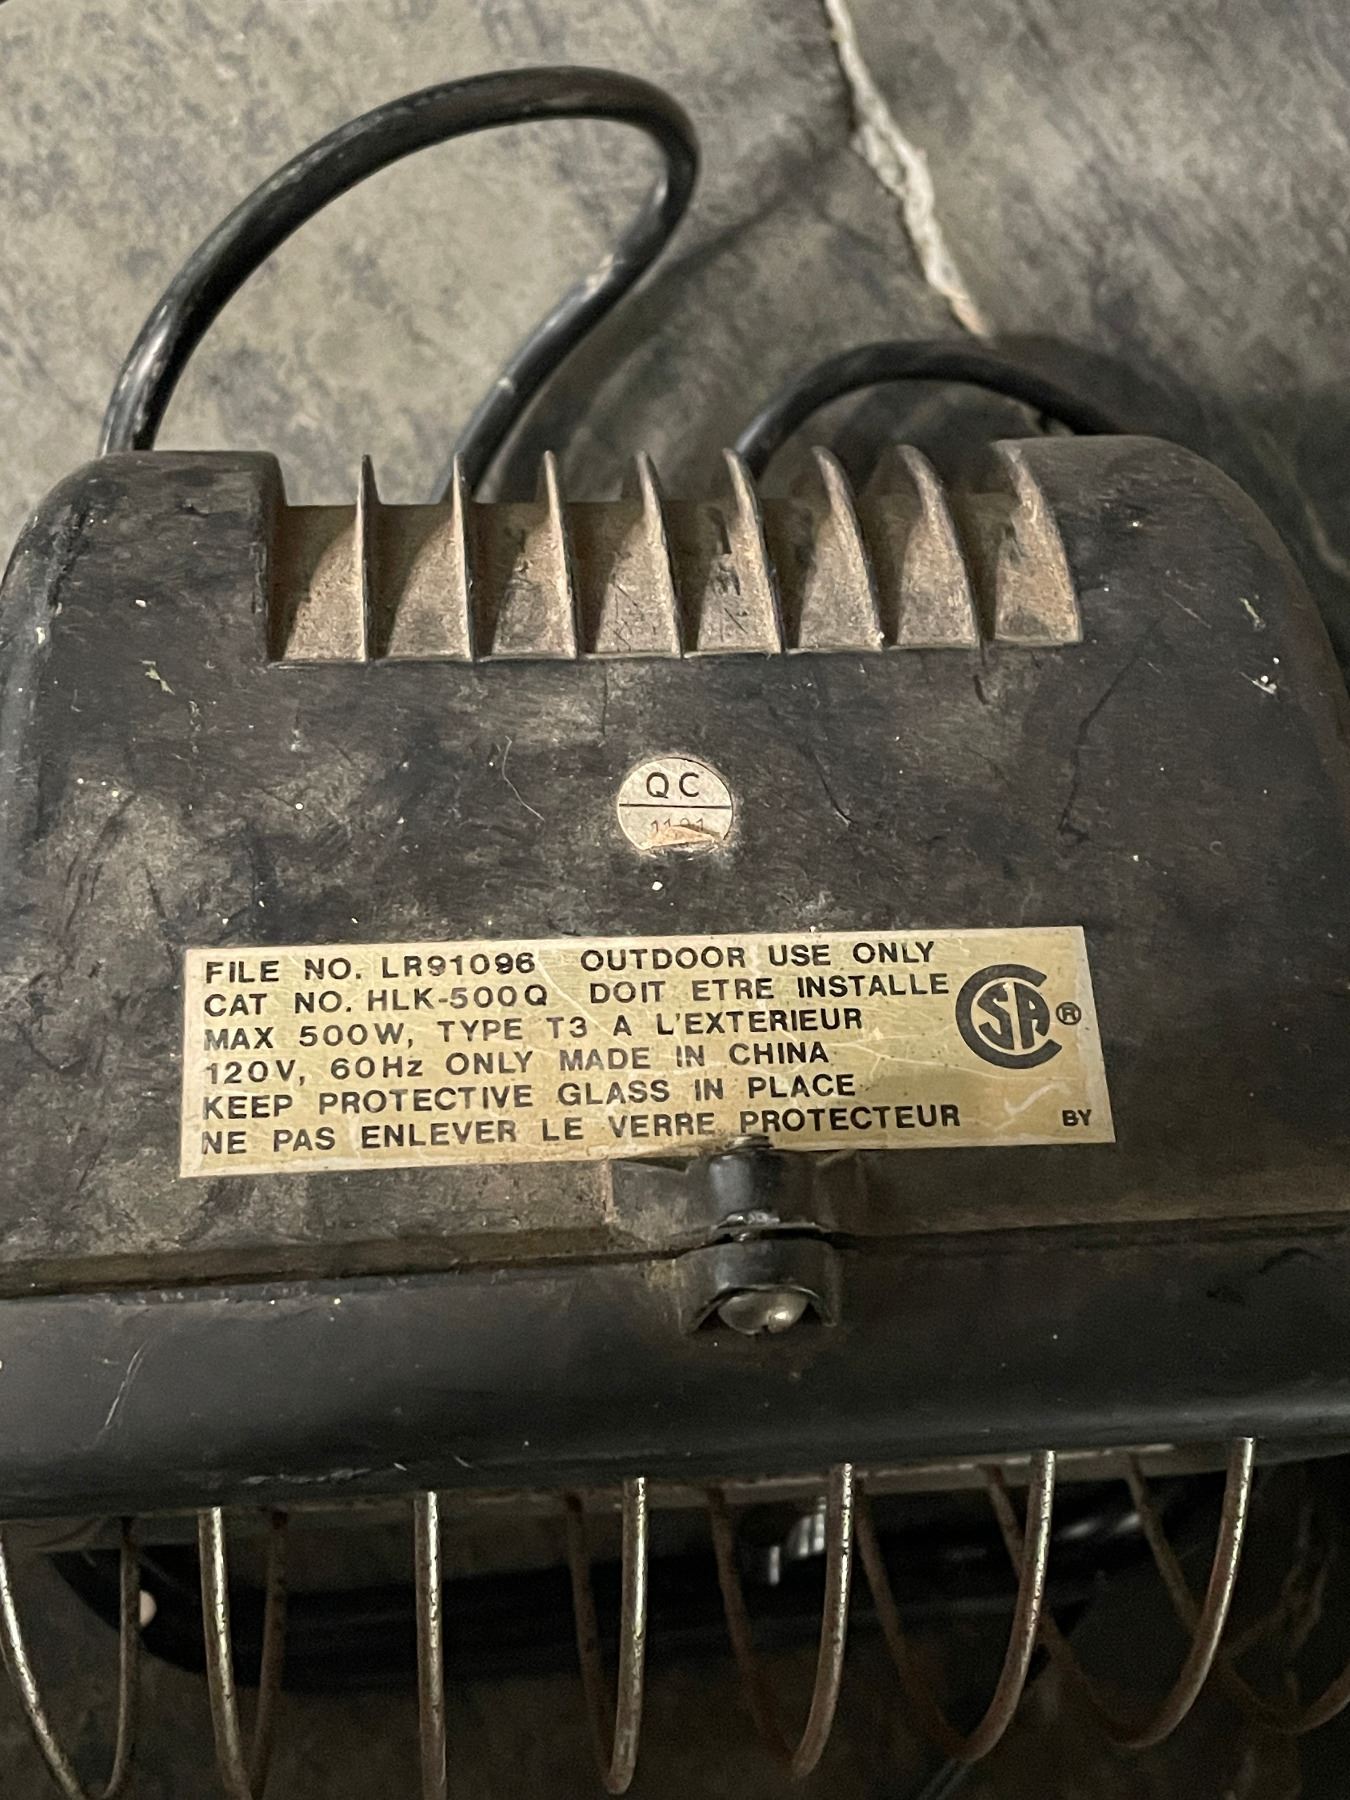 QC
FILE NO. LR91096 OUTDOOR USE ONLY
CAT NO. HLK-500Q DOIT ETRE INSTALLE
MAX 500W, TYPE T3 A L'EXTERIEUR
120V, 60Hz ONLY MADE IN CHINA
KEEP PROTECTIVE GLASS IN PLACE
NE PAS ENLEVER LE VERRE PROTECTEUR
CSA ®
BY